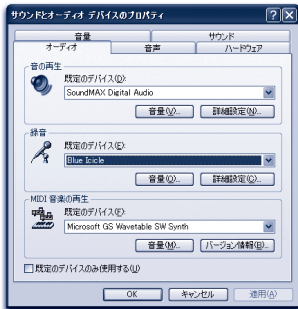 サウンドとオーディオ デバイスのプロパティ
音量
サウンド
オーディオ
音声
ハードウェア
音の再生
既定のデバイス(D):
SoundMAX Digital Audio
音量(V)...
詳細設定(N)...
録音
既定のデバイス(E):
Blue Icicle
音量(O)...
詳細設定(C)...
MIDI 音楽の再生
既定のデバイス(F):
Microsoft GS Wavetable SW Synth
音量(M)...
バージョン情報(B)...
既定のデバイスのみ使用する(U)
OK
キャンセル
適用(A)